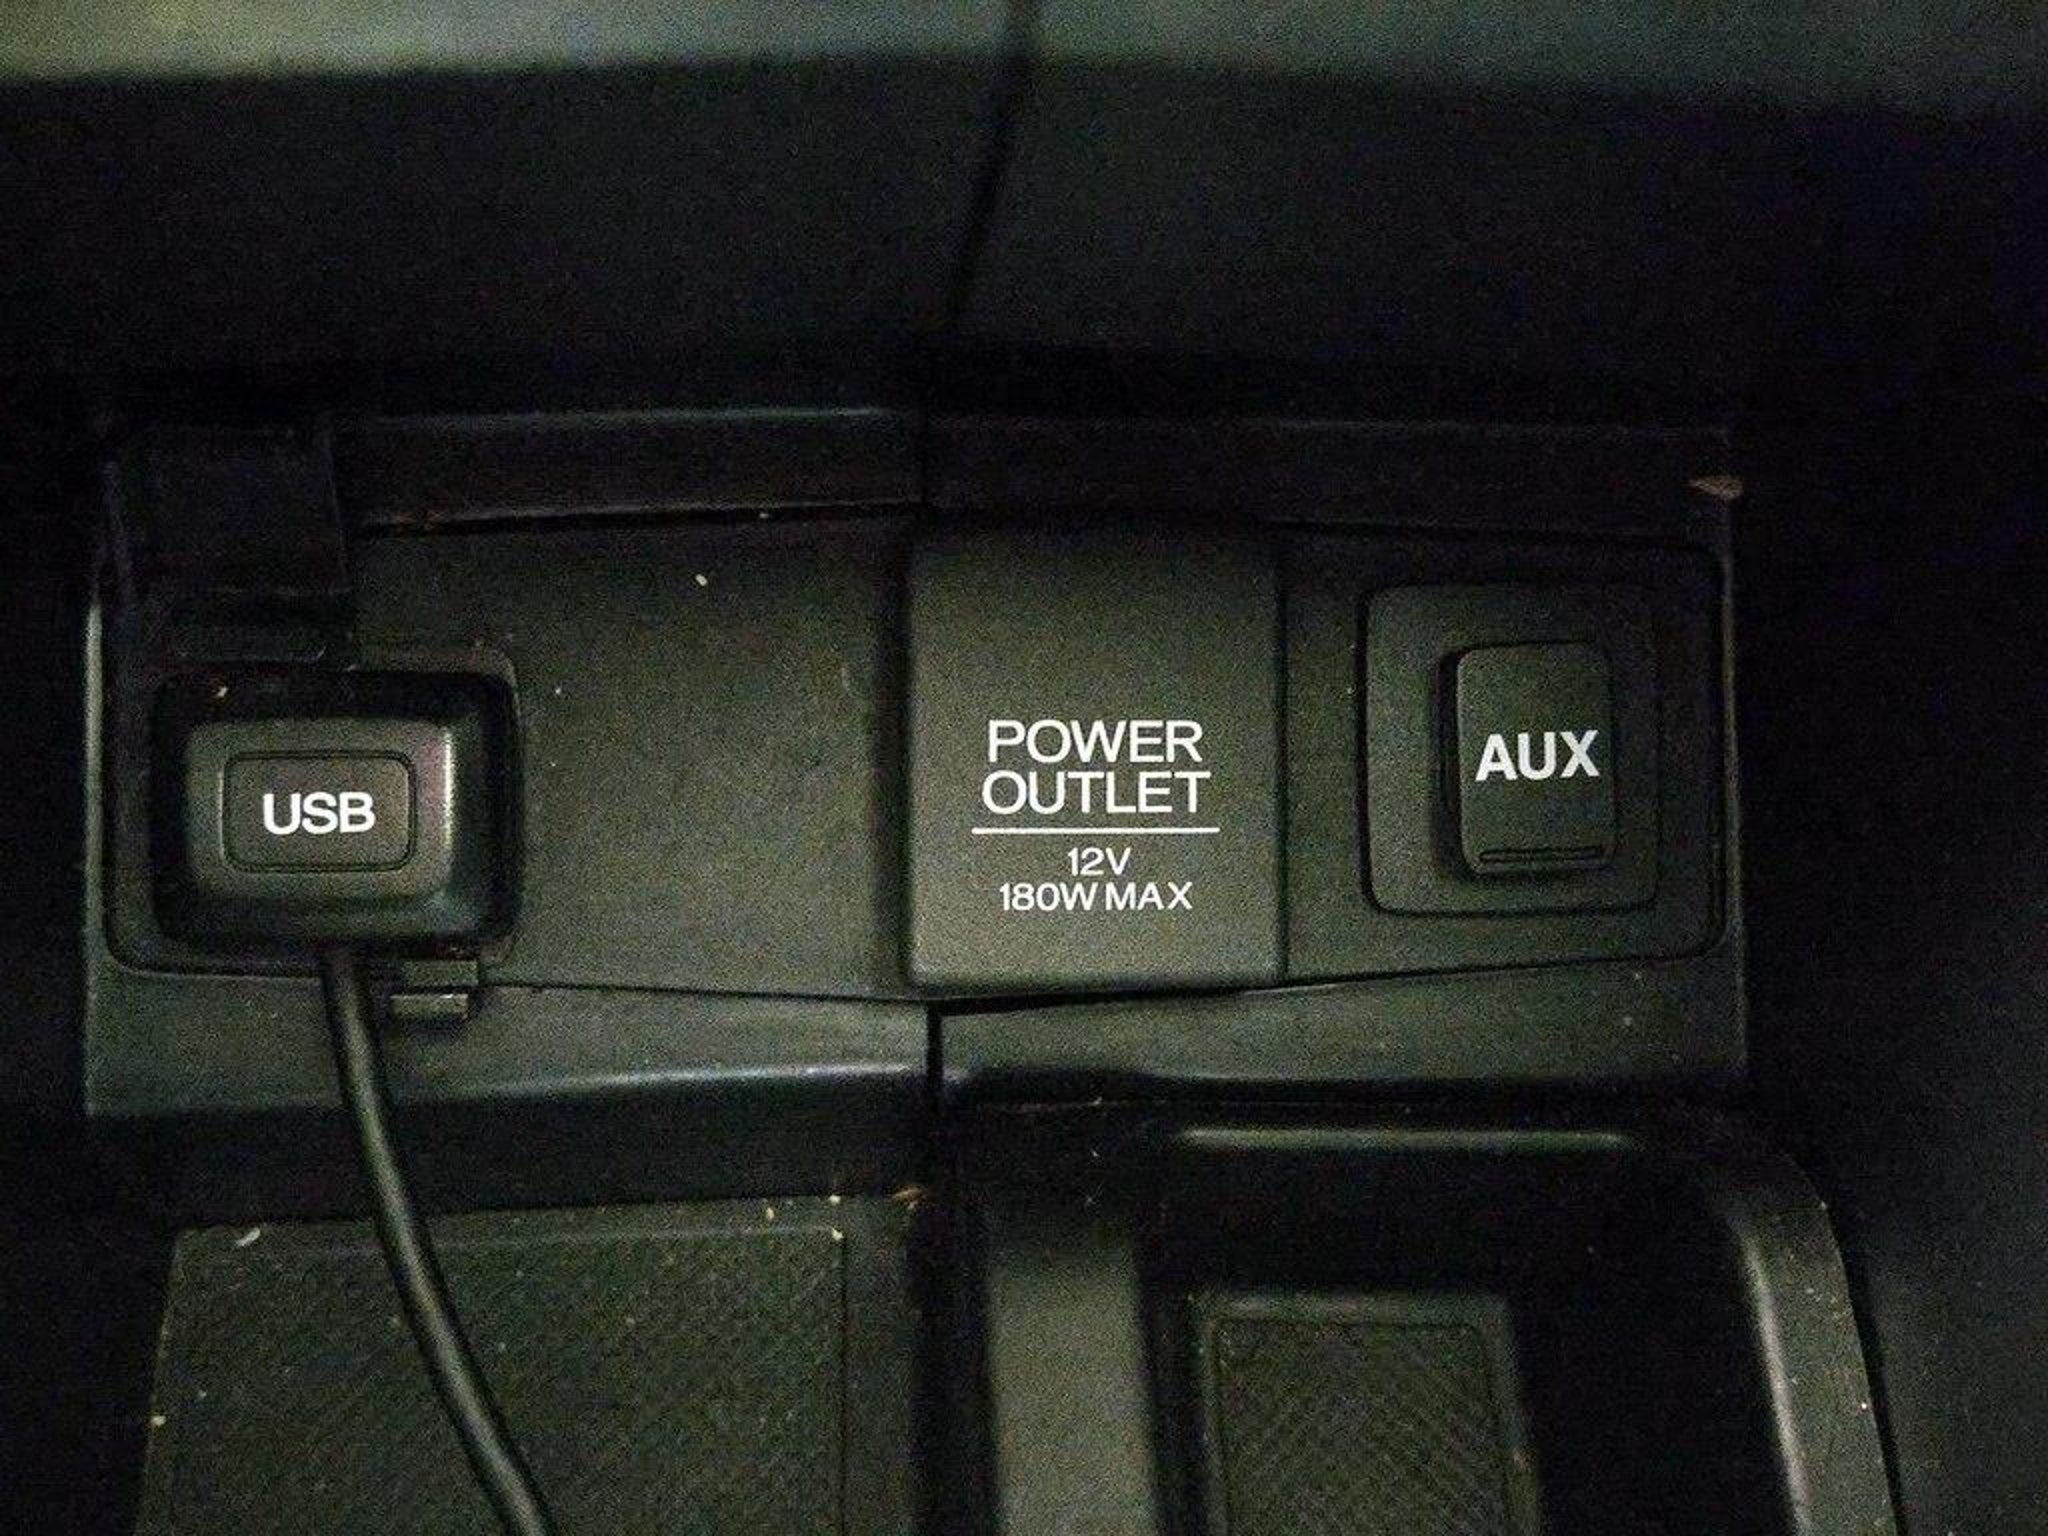 USB
POWER
OUTLET
12V
180W MAX
AUX